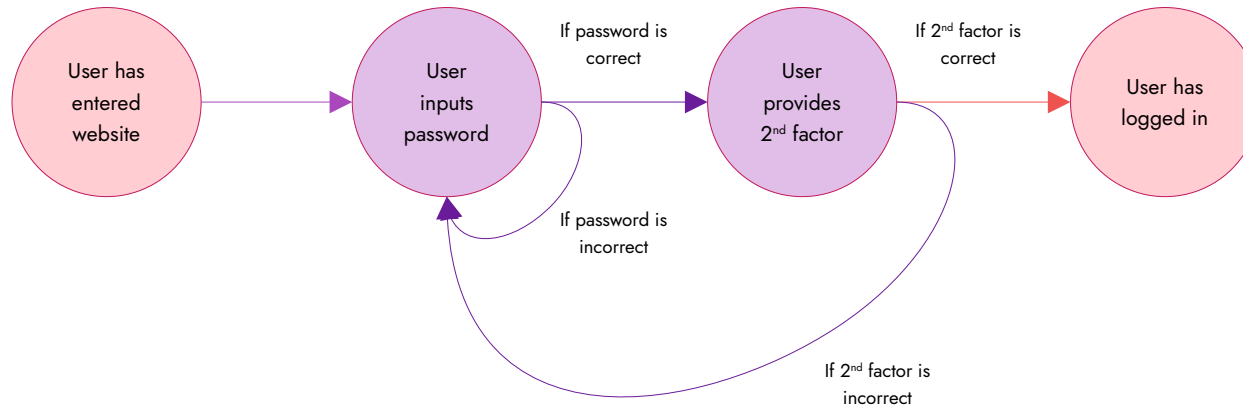 User has
entered
website
User
inputs
password
If password is
correct
If password is
incorrect
User
provides
2ⁿᵈ factor
If 2ⁿᵈ factor is
correct
If 2ⁿᵈ factor is
incorrect
User has
logged in